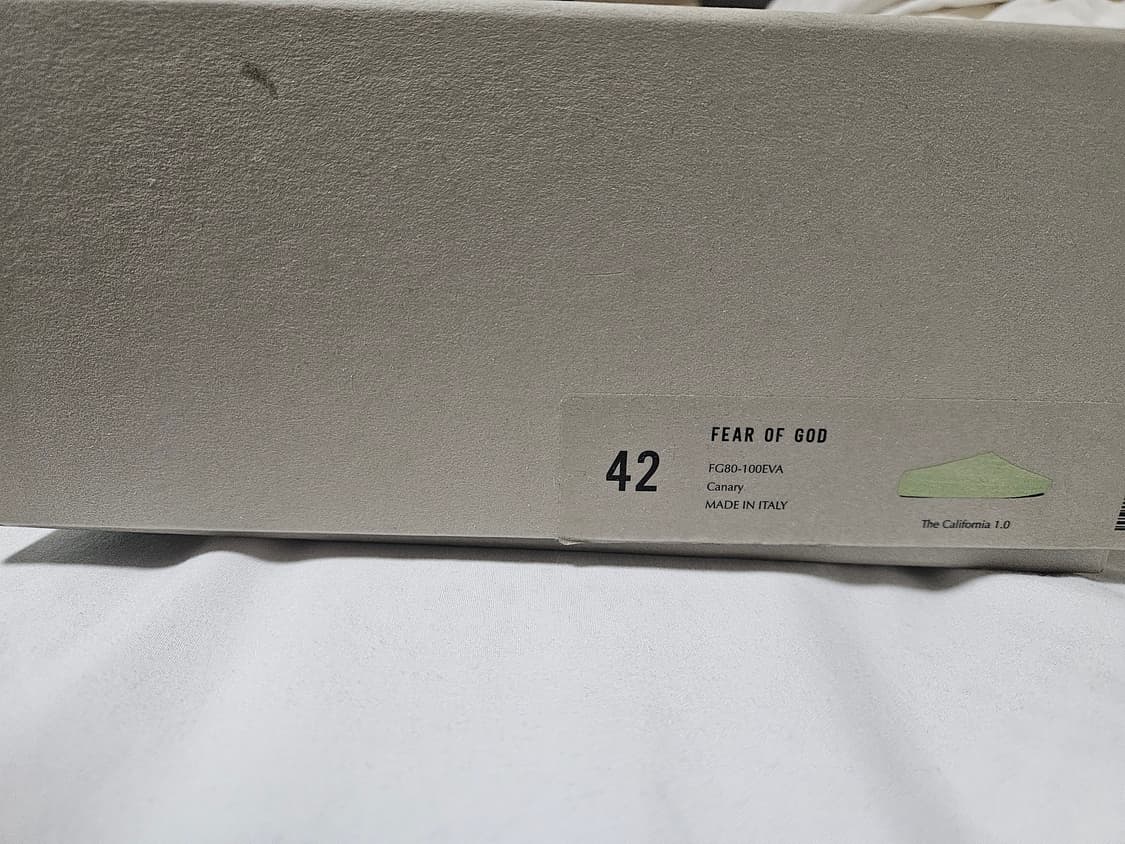 42
FEAR OF GOD
FG80-100EVA
Canary
MADE IN ITALY
The California 1.0